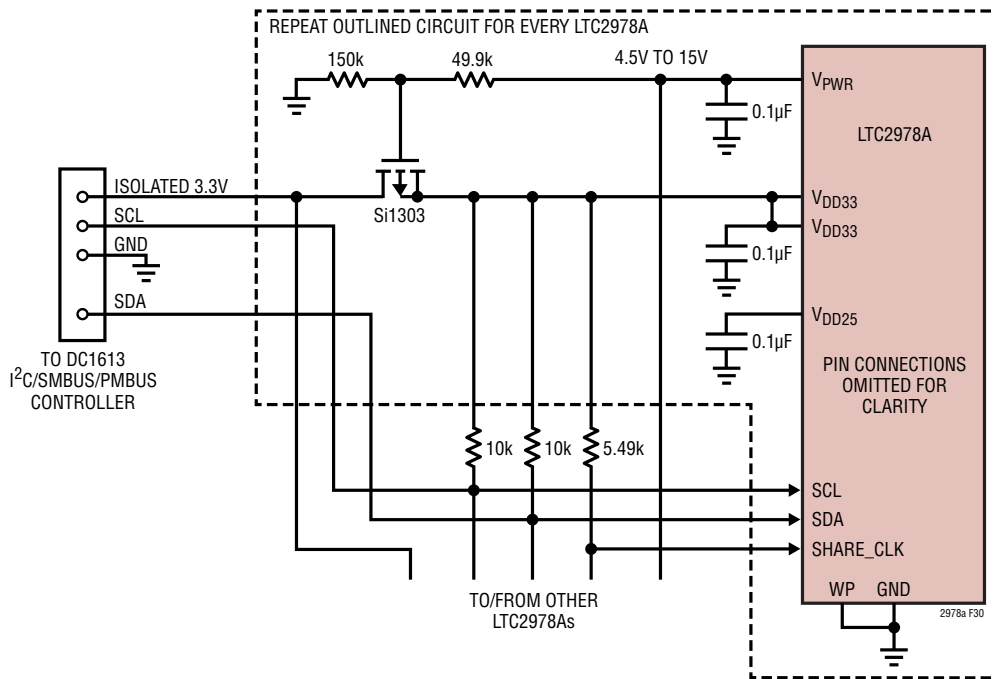 REPEAT OUTLINED CIRCUIT FOR EVERY LTC2978A
150k
49.9k
4.5V TO 15V
VPWR
0.1µF
LTC2978A
ISOLATED 3.3V
Si1303
VDD33
SCL
VDD33
GND
0.1µF
SDA
VDD25
0.1µF
TO DC1613
I2C/SMBUS/PMBUS
CONTROLLER
PIN CONNECTIONS
OMITTED FOR
CLARITY
10k
10k
5.49k
SCL
SDA
SHARE_CLK
TO/FROM OTHER
LTC2978As
WP
GND
2978a F30